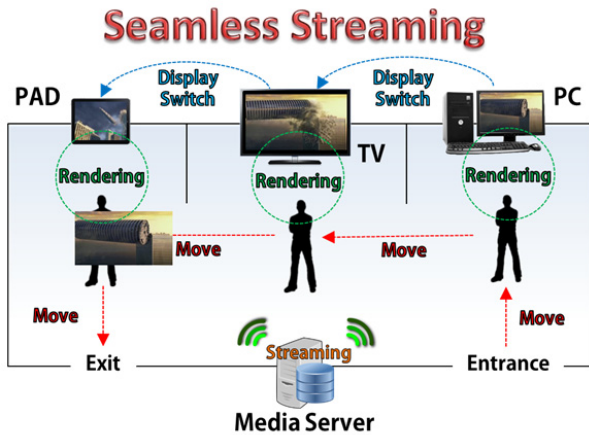 Seamless Streaming
Display
Switch
Display
Switch
PAD
TV
PC
Rendering
Rendering
Rendering
Move
Move
Move
Move
Streaming
Exit
Entrance
Media Server